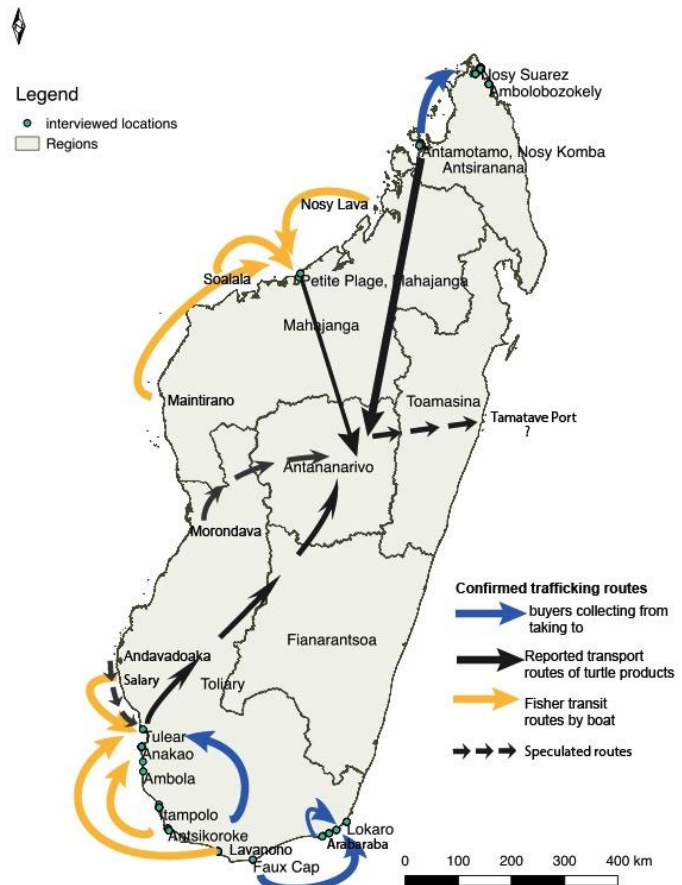 Legend
interviewed locations
Regions
Nosy Suarez
Ambolobozokely
Antamotamo, Nosy Komba
Antsirananal
Nosy Lava
Soalala
Petite Plage, Mahajanga
Mahajanga
Maintirano
Toamasina
Tamatave Port
?
Antananarivo
Morondava
Fianarantsoa
Andavadoaka
Salary
Toliary
Tulear
Anakao
Ambola
Itampolo
Antsikoroke
Lavanono
Faux Cap
Lokaro
Arabaraba
Confirmed trafficking routes
buyers collecting from
taking to
Reported transport
routes of turtle products
Fisher transit
routes by boat
Speculated routes
0 100 200 300 400 km